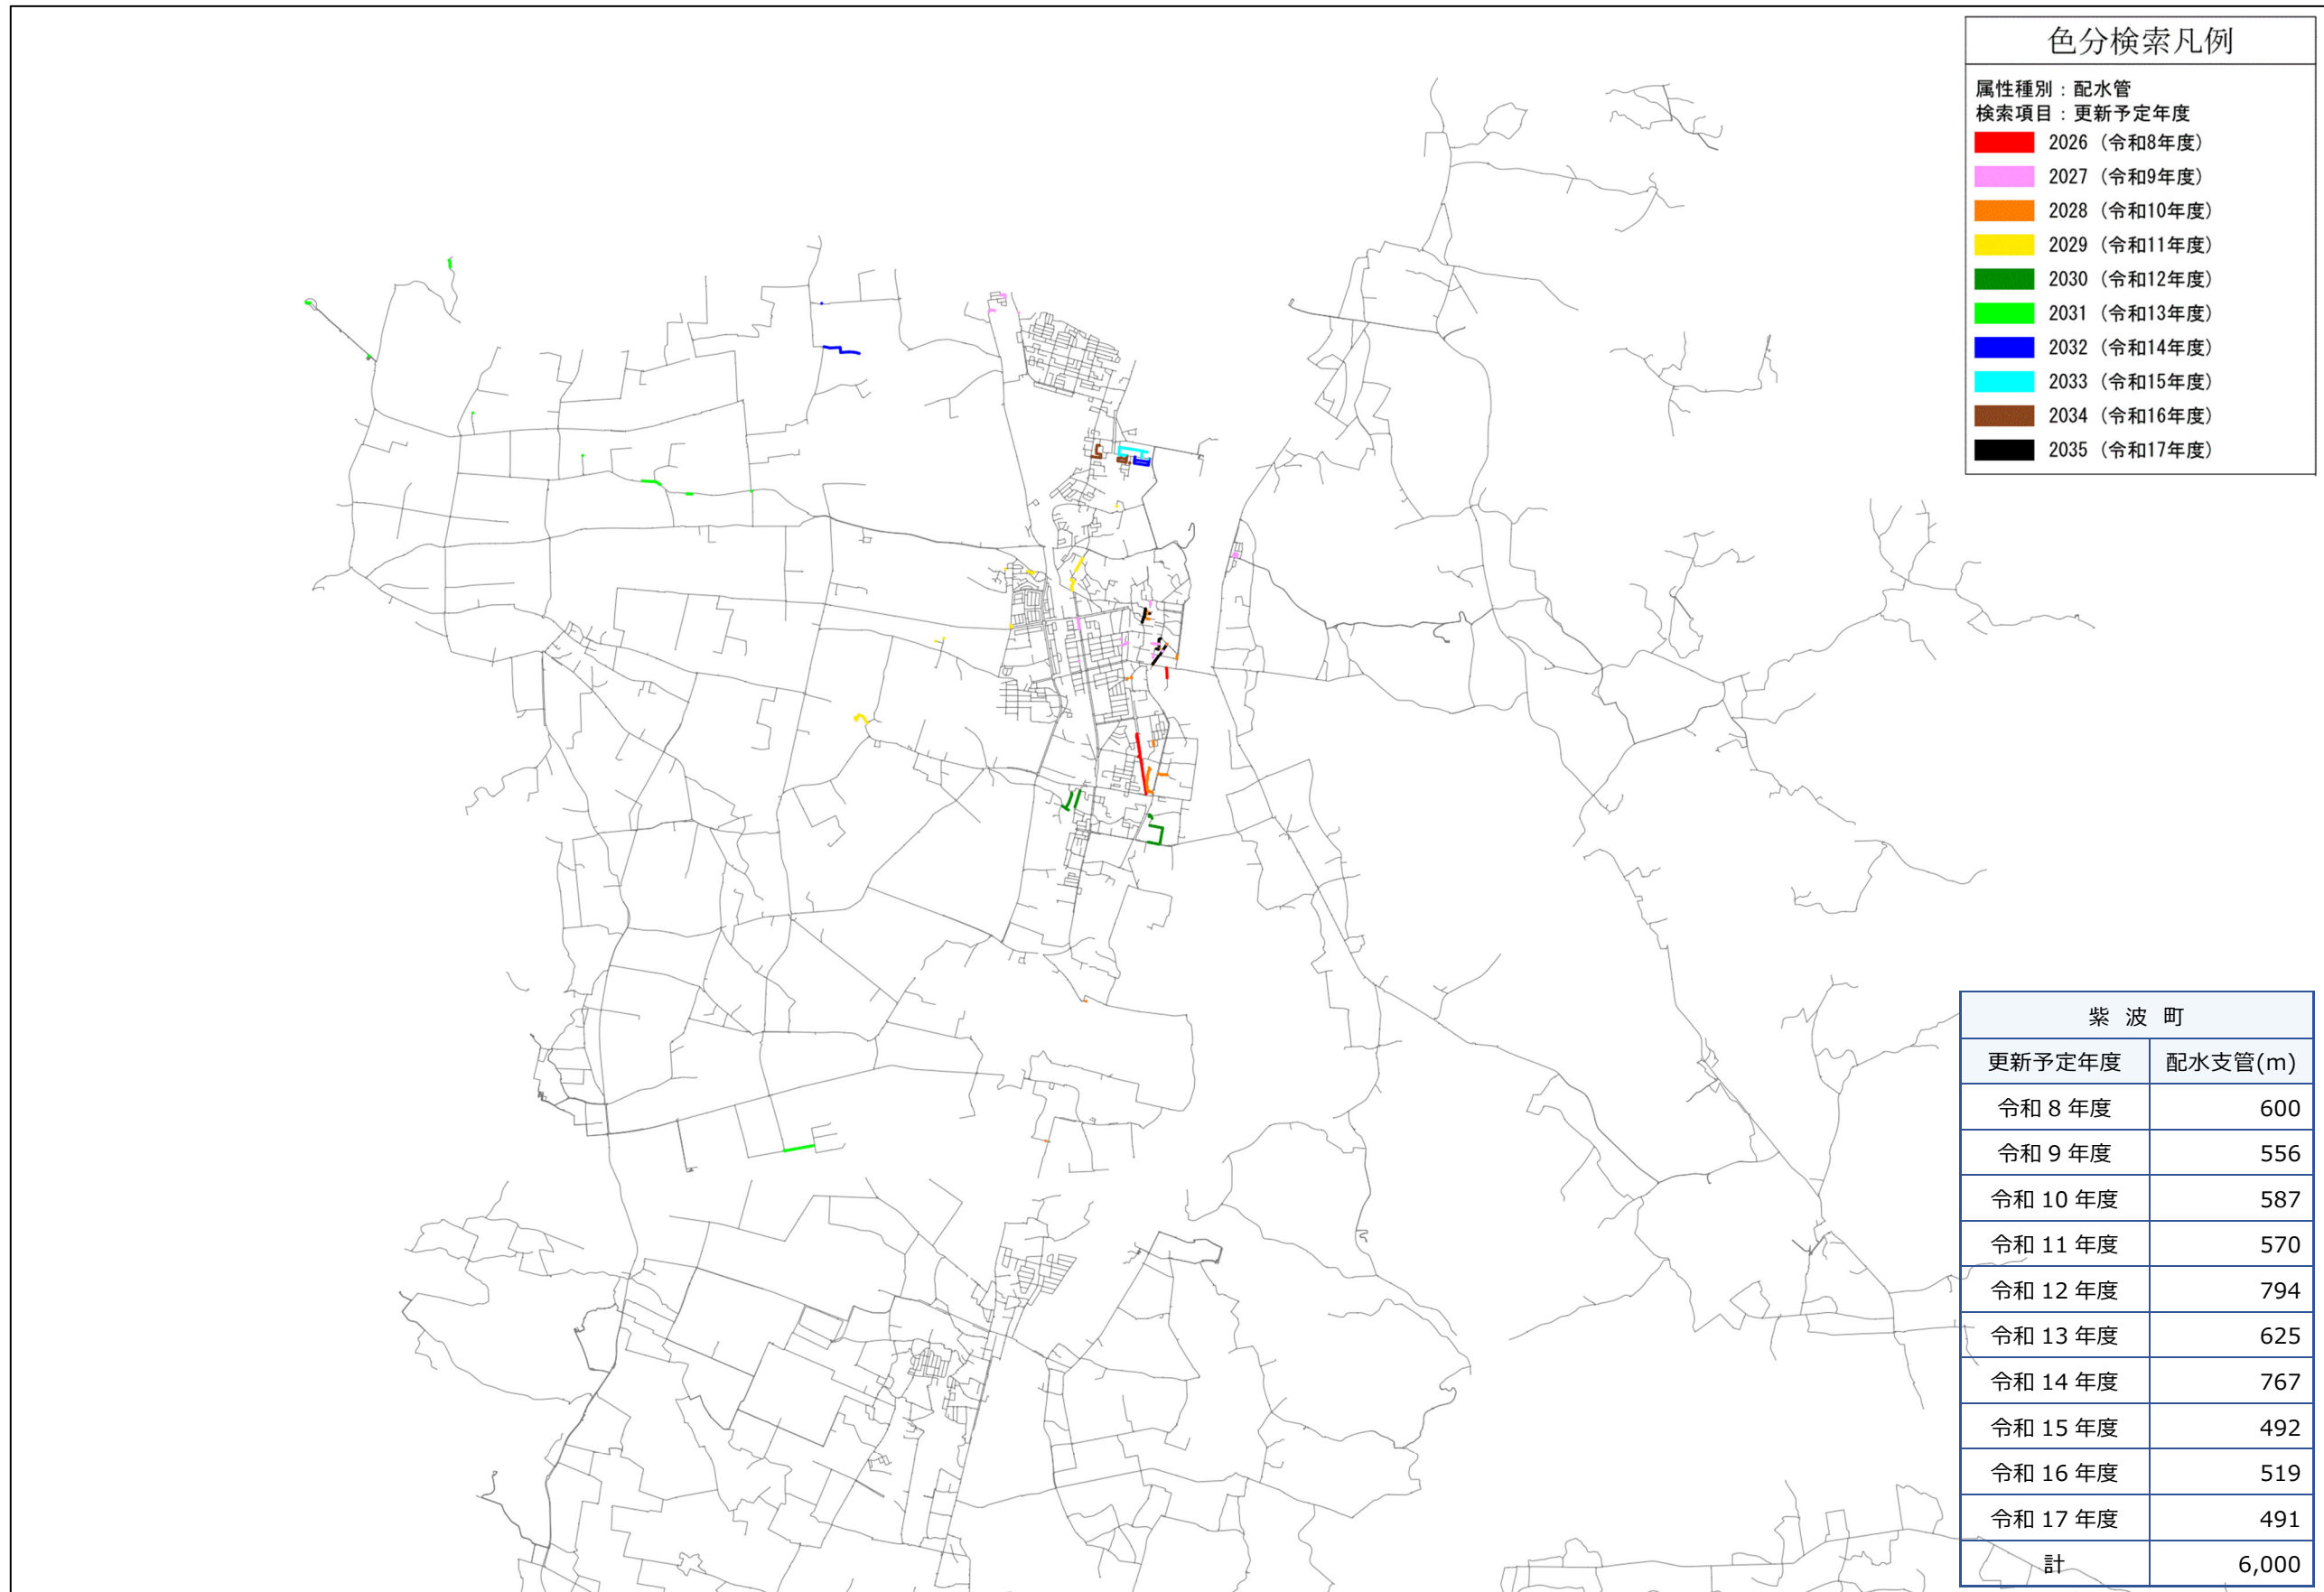 色分検索凡例
属性種別：配水管
検索項目：更新予定年度
2026（令和8年度）
2027（令和9年度）
2028（令和10年度）
2029（令和11年度）
2030（令和12年度）
2031（令和13年度）
2032（令和14年度）
2033（令和15年度）
2034（令和16年度）
2035（令和17年度）
紫 波 町
更新予定年度 配水支管(m)
令和 8 年度 600
令和 9 年度 556
令和 10 年度 587
令和 11 年度 570
令和 12 年度 794
令和 13 年度 625
令和 14 年度 767
令和 15 年度 492
令和 16 年度 519
令和 17 年度 491
計 6,000